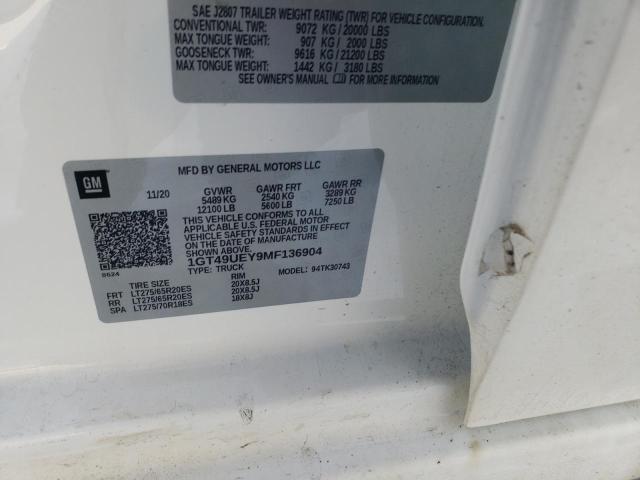 SAE J2807 TRAILER WEIGHT RATING (TWR) FOR VEHICLE CONFIGURATION.
CONVENTIONAL TWR: 9072 KG / 20000 LBS
MAX TONGUE WEIGHT: 907 KG / 2000 LBS
GOOSENECK TWR: 9616 KG / 21200 LBS
MAX TONGUE WEIGHT: 1442 KG / 3180 LBS
SEE OWNER'S MANUAL FOR MORE INFORMATION
GM
MFD BY GENERAL MOTORS LLC
11/20 GVWR GAWR FRT GAWR RR
5489 KG 2540 KG 3289 KG
12100 LB 5600 LB 7250 LB
THIS VEHICLE CONFORMS TO ALL
APPLICABLE U.S. FEDERAL MOTOR
VEHICLE SAFETY STANDARDS IN EFFECT
ON THE DATE OF MANUFACTURE
SHOWN ABOVE.
1GT49UEY9MF136904
TYPE: TRUCK MODEL: 94TK30743
8624
TIRE SIZE RIM
FRT LT275/65R20ES 20X8.5J
RR LT275/65R20ES 20X8.5J
SPA LT275/70R18ES 18X8J